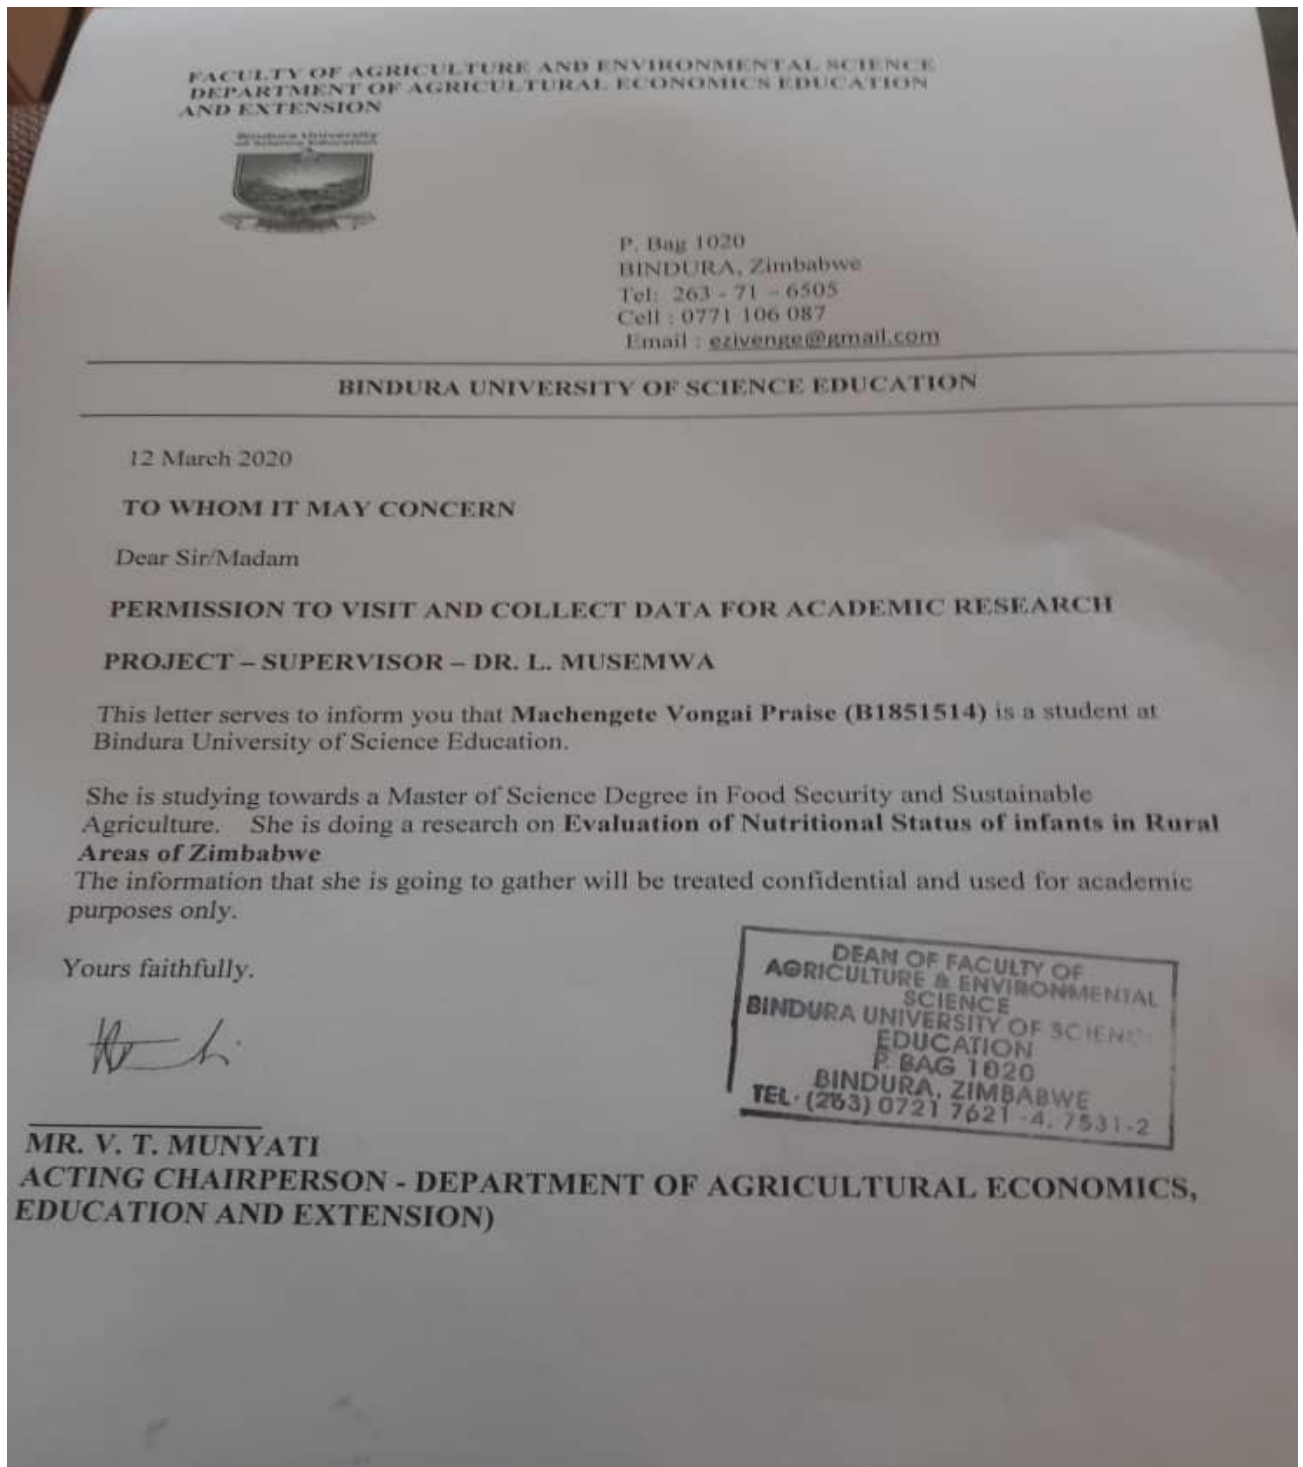 FACULTY OF AGRICULTURE AND ENVIRONMENTAL SCIENCE
DEPARTMENT OF AGRICULTURAL ECONOMICS EDUCATION
AND EXTENSION
Bindura University
of Science Education
P. Bag 1020
BINDURA, Zimbabwe
Tel: 263 - 71 - 6505
Cell : 0771 106 087
Email : ezivenge@gmail.com
BINDURA UNIVERSITY OF SCIENCE EDUCATION
12 March 2020
TO WHOM IT MAY CONCERN
Dear Sir/Madam
PERMISSION TO VISIT AND COLLECT DATA FOR ACADEMIC RESEARCH
PROJECT – SUPERVISOR – DR. L. MUSEMWA
This letter serves to inform you that Machengete Vongai Praise (B1851514) is a student at
Bindura University of Science Education.
She is studying towards a Master of Science Degree in Food Security and Sustainable
Agriculture. She is doing a research on Evaluation of Nutritional Status of infants in Rural
Areas of Zimbabwe
The information that she is going to gather will be treated confidential and used for academic
purposes only.
Yours faithfully.
DEAN OF FACULTY OF
AGRICULTURE & ENVIRONMENTAL
SCIENCE
BINDURA UNIVERSITY OF SCIENCE
EDUCATION
P. BAG 1020
BINDURA, ZIMBABWE
TEL: (263) 0721 7621 -4, 7531-2
MR. V. T. MUNYATI
ACTING CHAIRPERSON - DEPARTMENT OF AGRICULTURAL ECONOMICS,
EDUCATION AND EXTENSION)